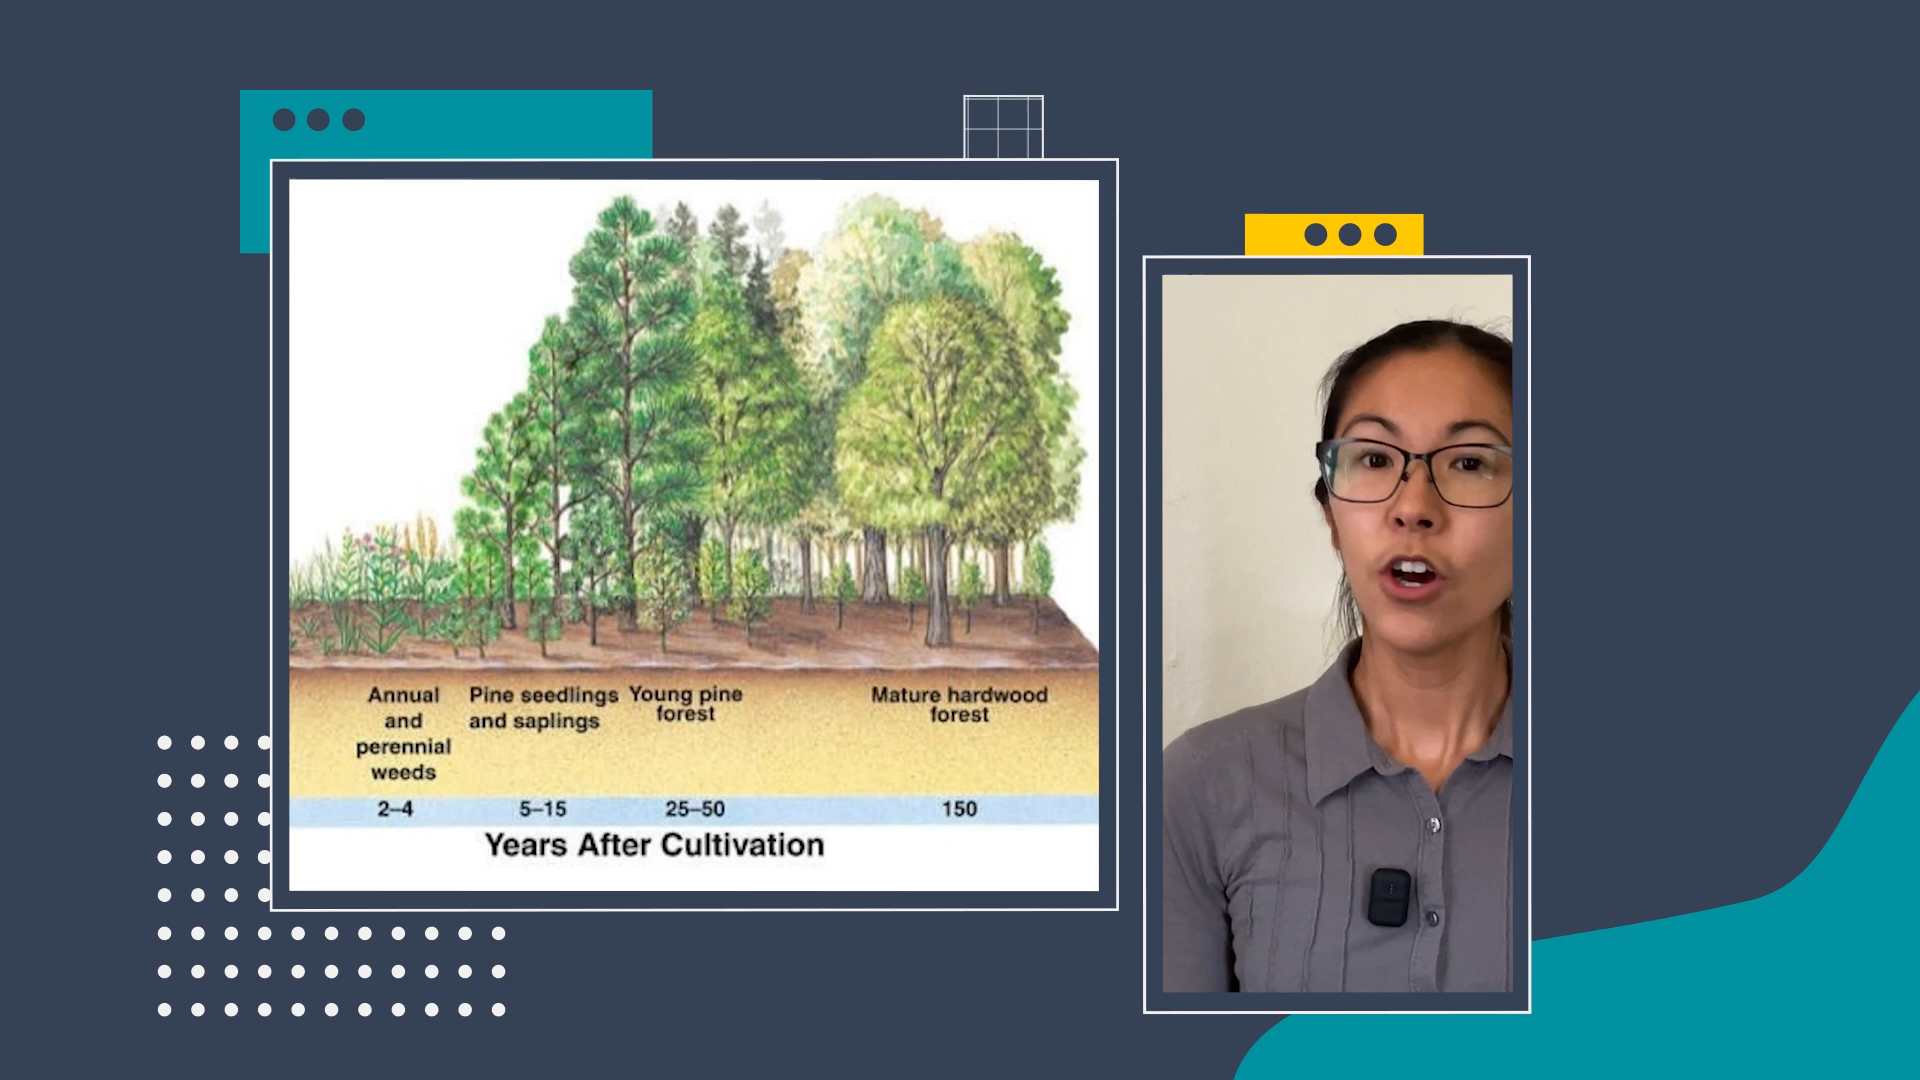 Annual
and
perennial
weeds
Pine seedlings
and saplings
Young pine
forest
Mature hardwood
forest
2–4
5–15
25–50
150
Years After Cultivation